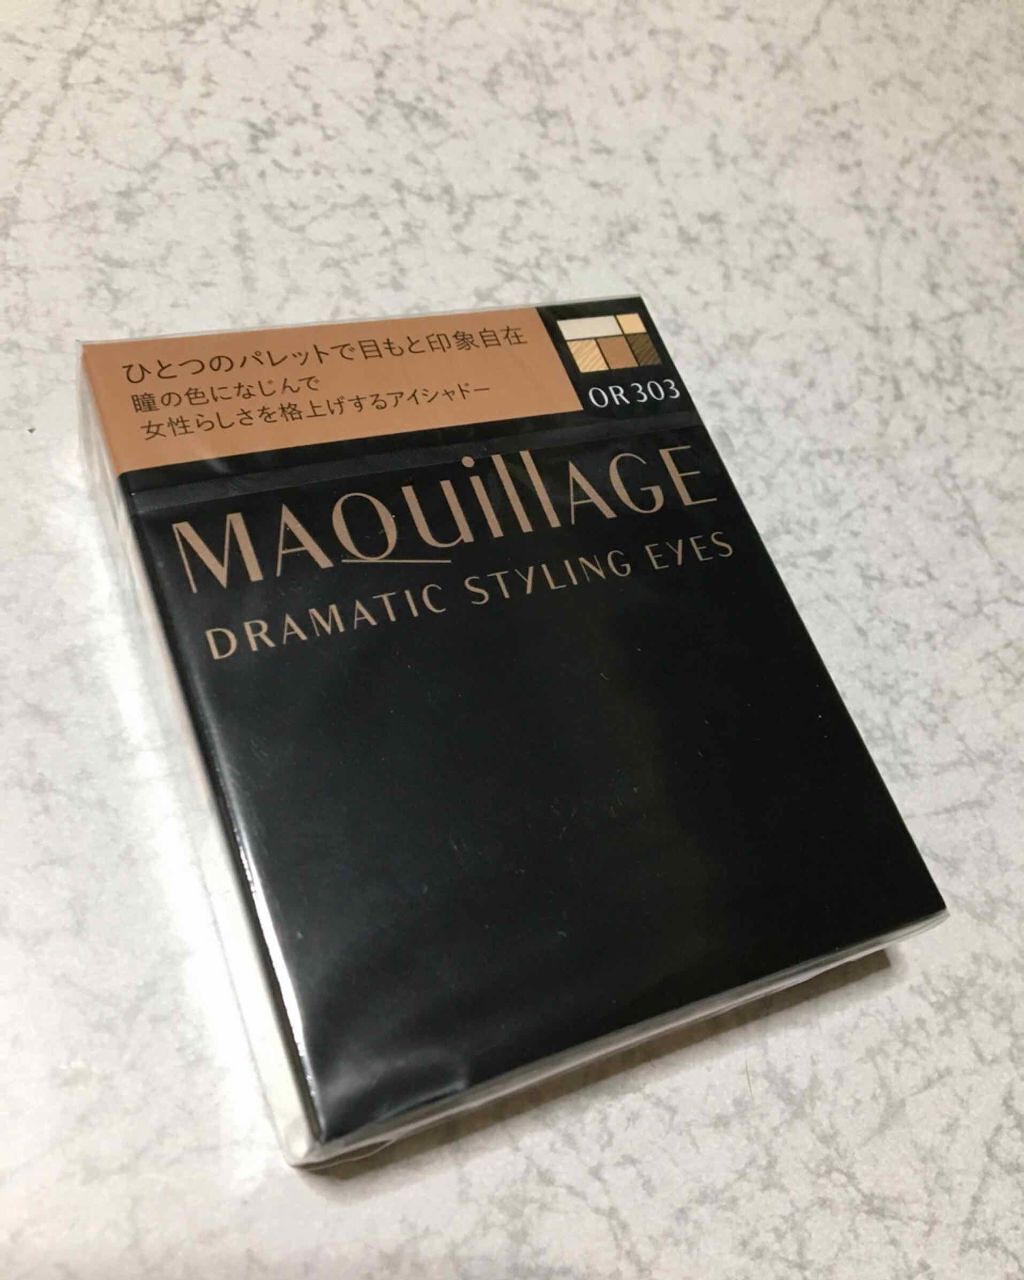 ひとつのパレットで目もと印象自在
瞳の色になじんで
女性らしさを格上げするアイシャドー
OR303
MAQuillAGE
DRAMATIC STYLING EYES